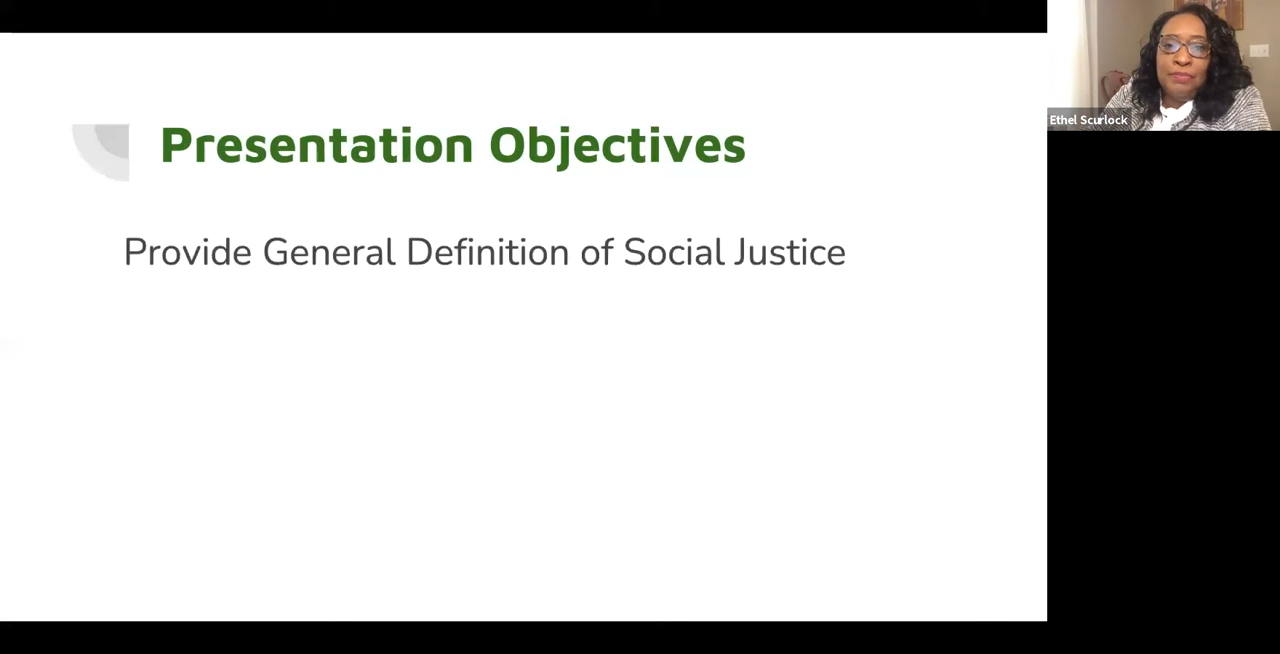 Presentation Objectives
Provide General Definition of Social Justice
Ethel Scurlock